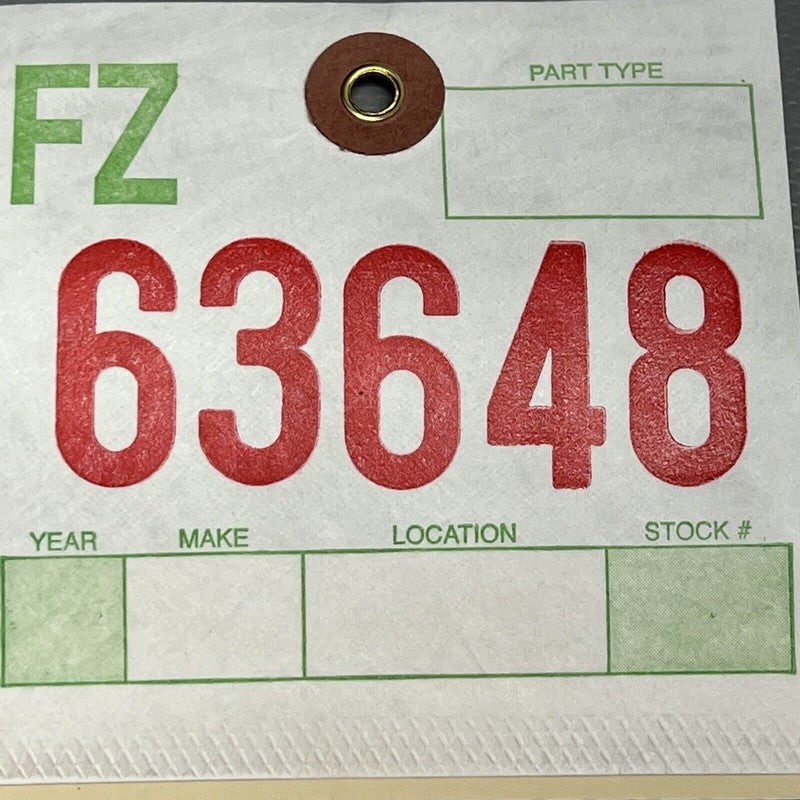 FZ
PART TYPE
63648
YEAR MAKE LOCATION STOCK #